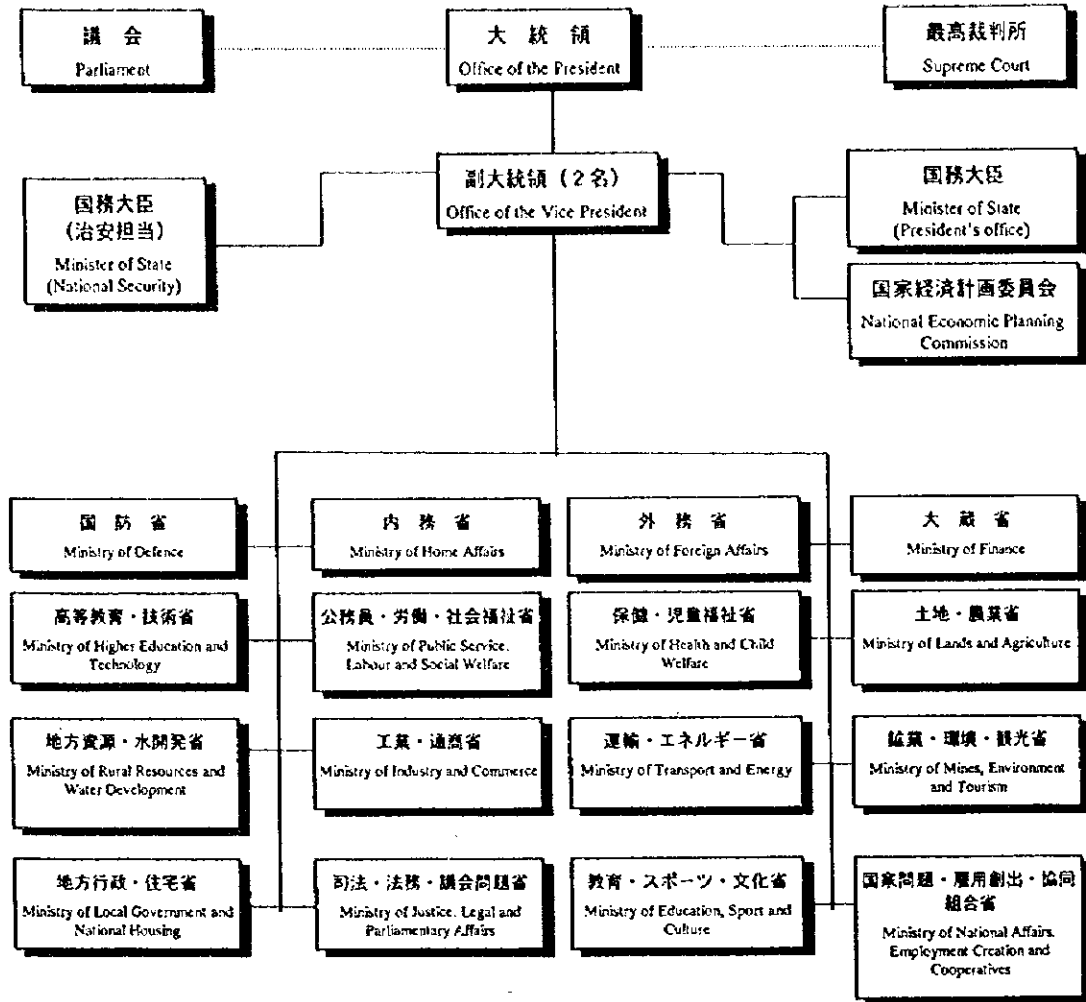 議会
Parliament
大統領
Office of the President
最高裁判所
Supreme Court
副大統領（2名）
Office of the Vice President
国務大臣
（治安担当）
Minister of State
(National Security)
国務大臣
Minister of State
(President's office)
国家経済計画委員会
National Economic Planning
Commission
国防省
Ministry of Defence
内務省
Ministry of Home Affairs
外務省
Ministry of Foreign Affairs
大蔵省
Ministry of Finance
高等教育・技術省
Ministry of Higher Education and
Technology
公務員・労働・社会福祉省
Ministry of Public Service,
Labour and Social Welfare
保健・児童福祉省
Ministry of Health and Child
Welfare
土地・農業省
Ministry of Lands and Agriculture
地方資源・水開発省
Ministry of Rural Resources and
Water Development
工業・通商省
Ministry of Industry and Commerce
運輸・エネルギー省
Ministry of Transport and Energy
鉱業・環境・観光省
Ministry of Mines, Environment
and Tourism
地方行政・住宅省
Ministry of Local Government and
National Housing
司法・法務・議会問題省
Ministry of Justice, Legal and
Parliamentary Affairs
教育・スポーツ・文化省
Ministry of Education, Sport and
Culture
国家問題・雇用創出・協同
組合省
Ministry of National Affairs,
Employment Creation and
Cooperatives